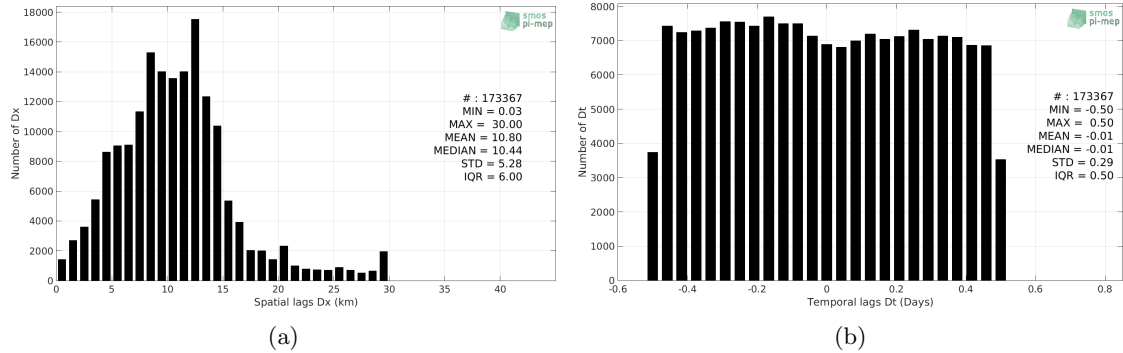 18000
16000
14000
12000
10000
8000
6000
4000
2000
0
Number of Dx
smos
pi-mep
# : 173367
MIN = 0.03
MAX = 30.00
MEAN = 10.80
MEDIAN = 10.44
STD = 5.28
IQR = 6.00
0 5 10 15 20 25 30 35 40
Spatial lags Dx (km)
(a)
8000
7000
6000
5000
4000
3000
2000
1000
0
Number of Dt
smos
pi-mep
# : 173367
MIN = -0.50
MAX = 0.50
MEAN = -0.01
MEDIAN = -0.01
STD = 0.29
IQR = 0.50
-0.6 -0.4 -0.2 0 0.2 0.4 0.6 0.8
Temporal lags Dt (Days)
(b)